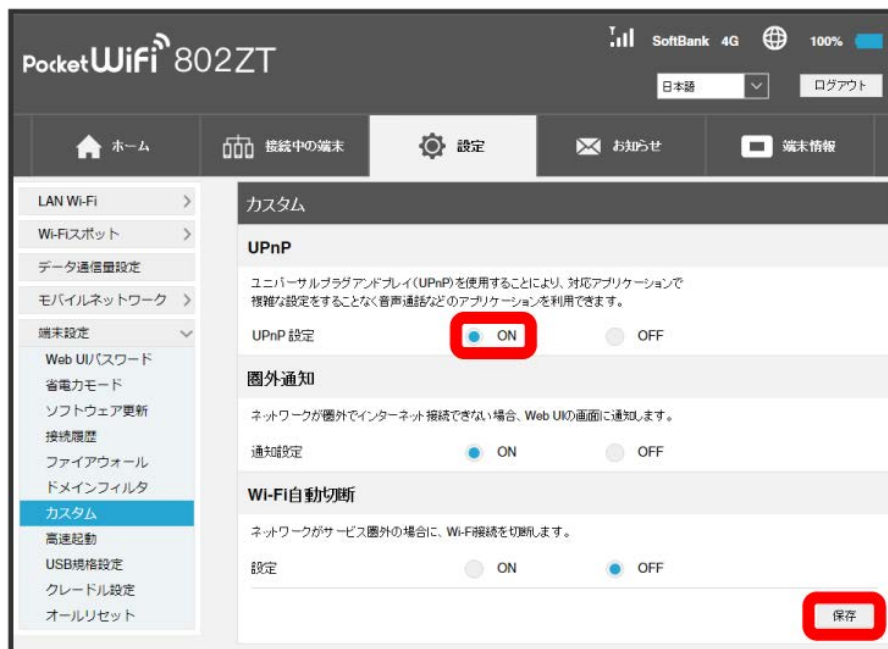 Pocket WiFi 802ZT
SoftBank 4G 100%
日本語 ログアウト
ホーム 接続中の端末 設定 お知らせ 端末情報
LAN Wi-Fi
Wi-Fiスポット
データ通信量設定
モバイルネットワーク
端末設定
Web UIパスワード
省電力モード
ソフトウェア更新
接続履歴
ファイアウォール
ドメインフィルタ
カスタム
高速起動
USB規格設定
クレードル設定
オールリセット
カスタム
UPnP
ユニバーサルプラグアンドプレイ(UPnP)を使用することにより、対応アプリケーションで
複雑な設定をすることなく音声通話などのアプリケーションを利用できます。
UPnP 設定 ON OFF
圏外通知
ネットワークが圏外でインターネット接続できない場合、Web UIの画面に通知します。
通知設定 ON OFF
Wi-Fi自動切断
ネットワークがサービス圏外の場合に、Wi-Fi接続を切断します。
設定 ON OFF
保存